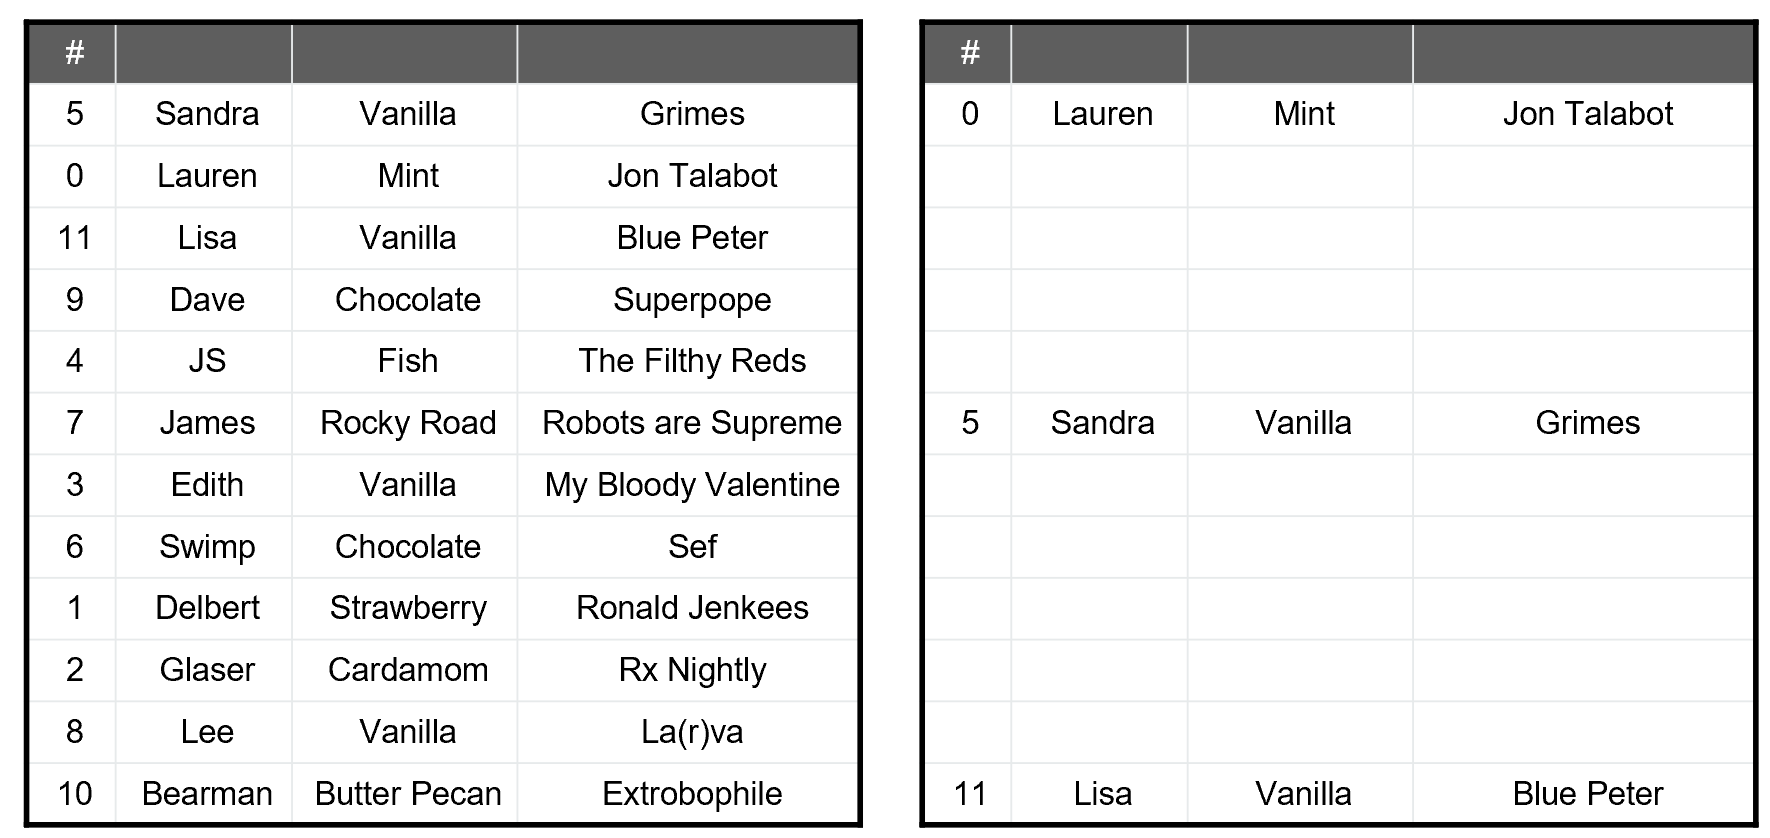 #
5 Sandra Vanilla Grimes
0 Lauren Mint Jon Talabot
11 Lisa Vanilla Blue Peter
9 Dave Chocolate Superpope
4 JS Fish The Filthy Reds
7 James Rocky Road Robots are Supreme
3 Edith Vanilla My Bloody Valentine
6 Swimp Chocolate Sef
1 Delbert Strawberry Ronald Jenkees
2 Glaser Cardamom Rx Nightly
8 Lee Vanilla La(r)va
10 Bearman Butter Pecan Extrobophile
#
0 Lauren Mint Jon Talabot
5 Sandra Vanilla Grimes
11 Lisa Vanilla Blue Peter